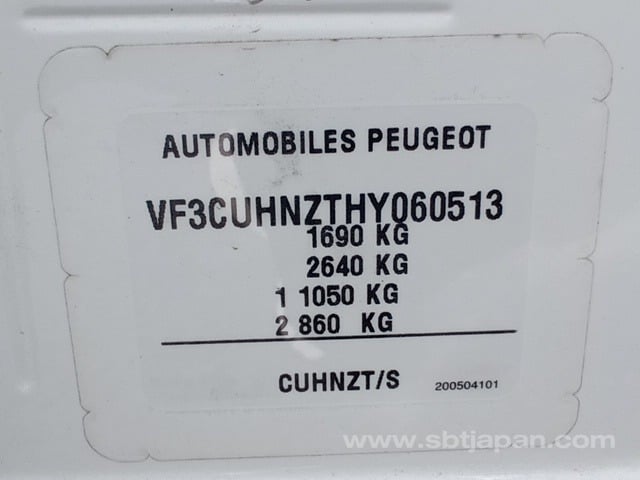 AUTOMOBILES PEUGEOT
VF3CUHNZTHY060513
1690 KG
2640 KG
1 1050 KG
2 860 KG
CUHNZT/S 200504101
www.sbtjapan.com